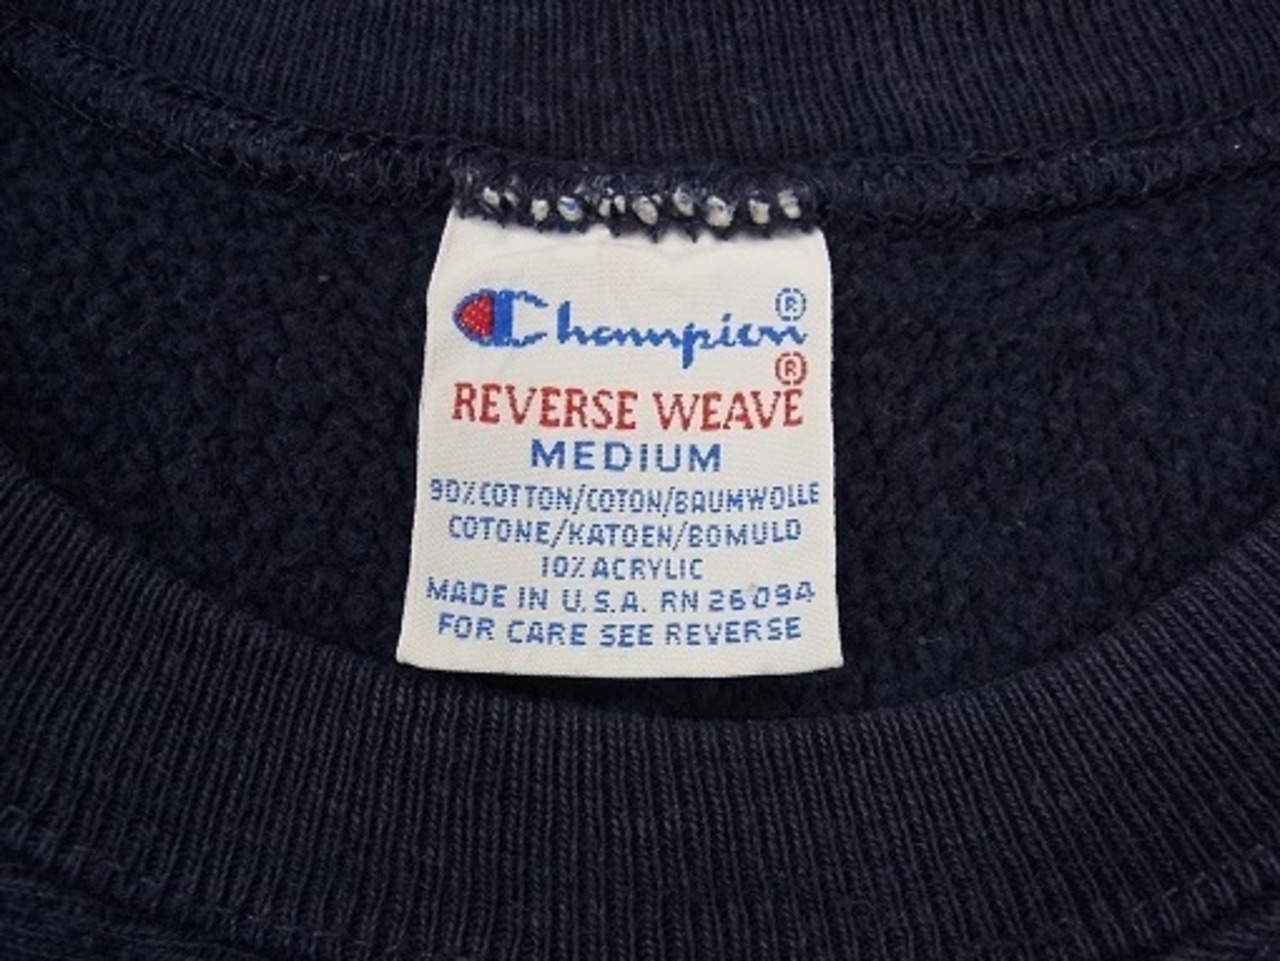 Champion®
®
REVERSE WEAVE
MEDIUM
90% COTTON/COTON/BAUMWOLLE
COTONE/KATOEN/BOMULD
10% ACRYLIC
MADE IN U.S.A. RN 26094
FOR CARE SEE REVERSE